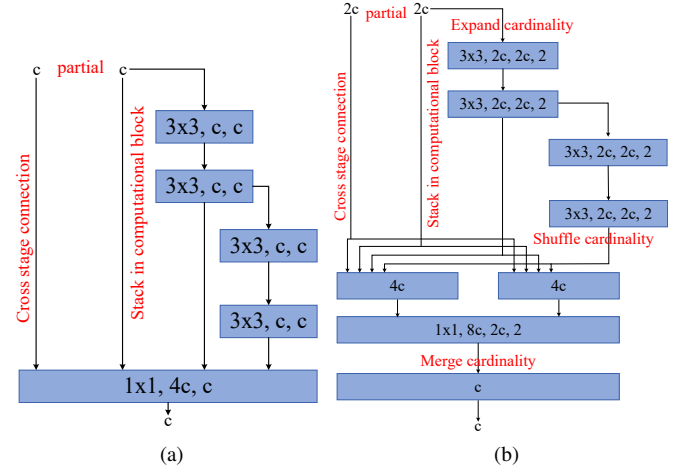 c
partial
c
3x3, c, c
3x3, c, c
3x3, c, c
3x3, c, c
Cross stage connection
Stack in computational block
1x1, 4c, c
c
(a)
2c
partial
2c
Expand cardinality
3x3, 2c, 2c, 2
3x3, 2c, 2c, 2
3x3, 2c, 2c, 2
3x3, 2c, 2c, 2
Cross stage connection
Stack in computational block
Shuffle cardinality
4c
4c
1x1, 8c, 2c, 2
Merge cardinality
c
c
(b)